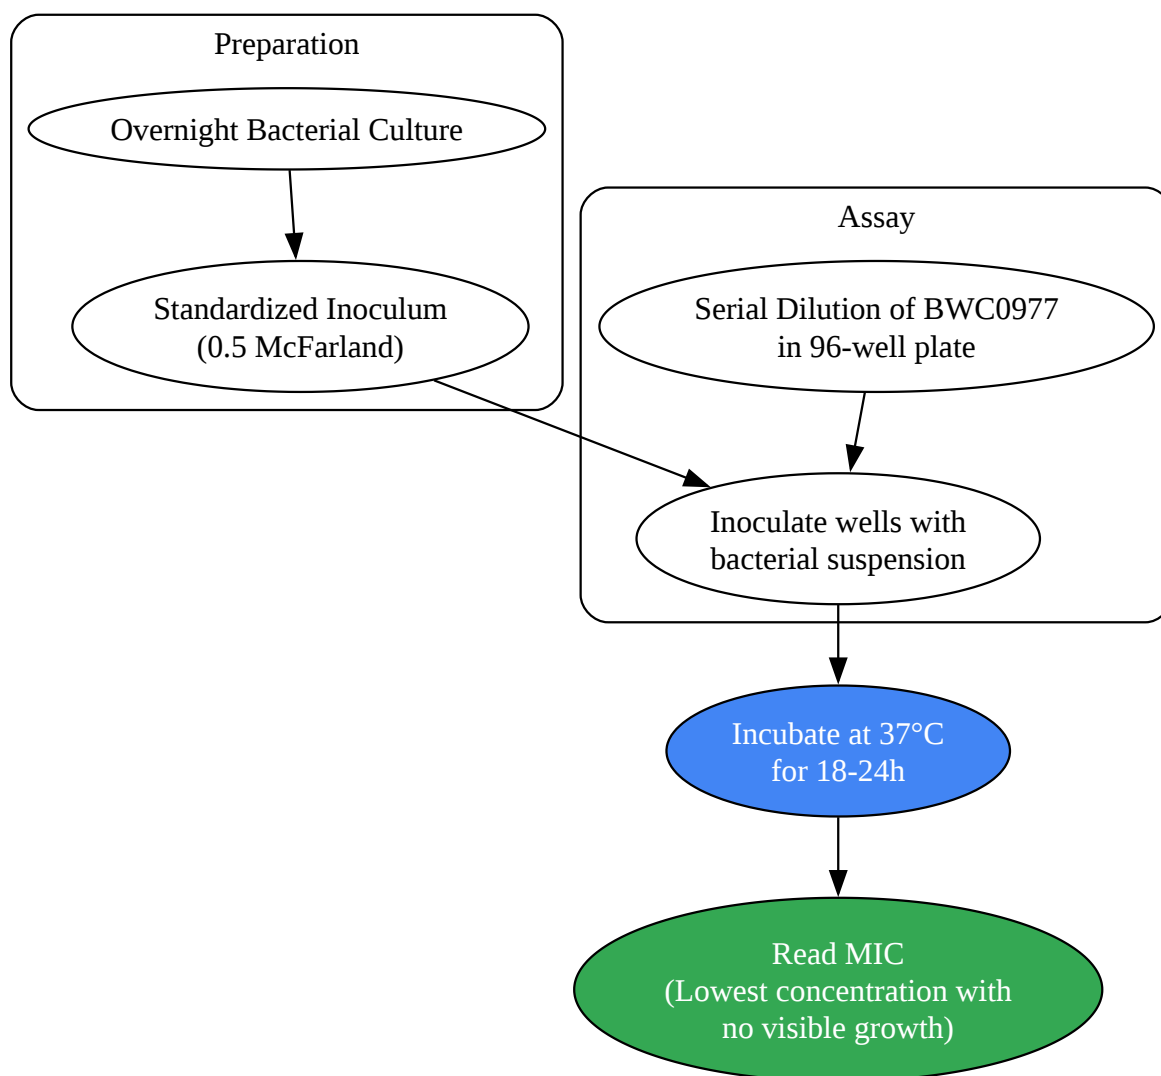 Preparation
Overnight Bacterial Culture
Standardized Inoculum
(0.5 McFarland)
Assay
Serial Dilution of BWC0977
in 96-well plate
Inoculate wells with
bacterial suspension
Incubate at 37°C
for 18-24h
Read MIC
(Lowest concentration with
no visible growth)